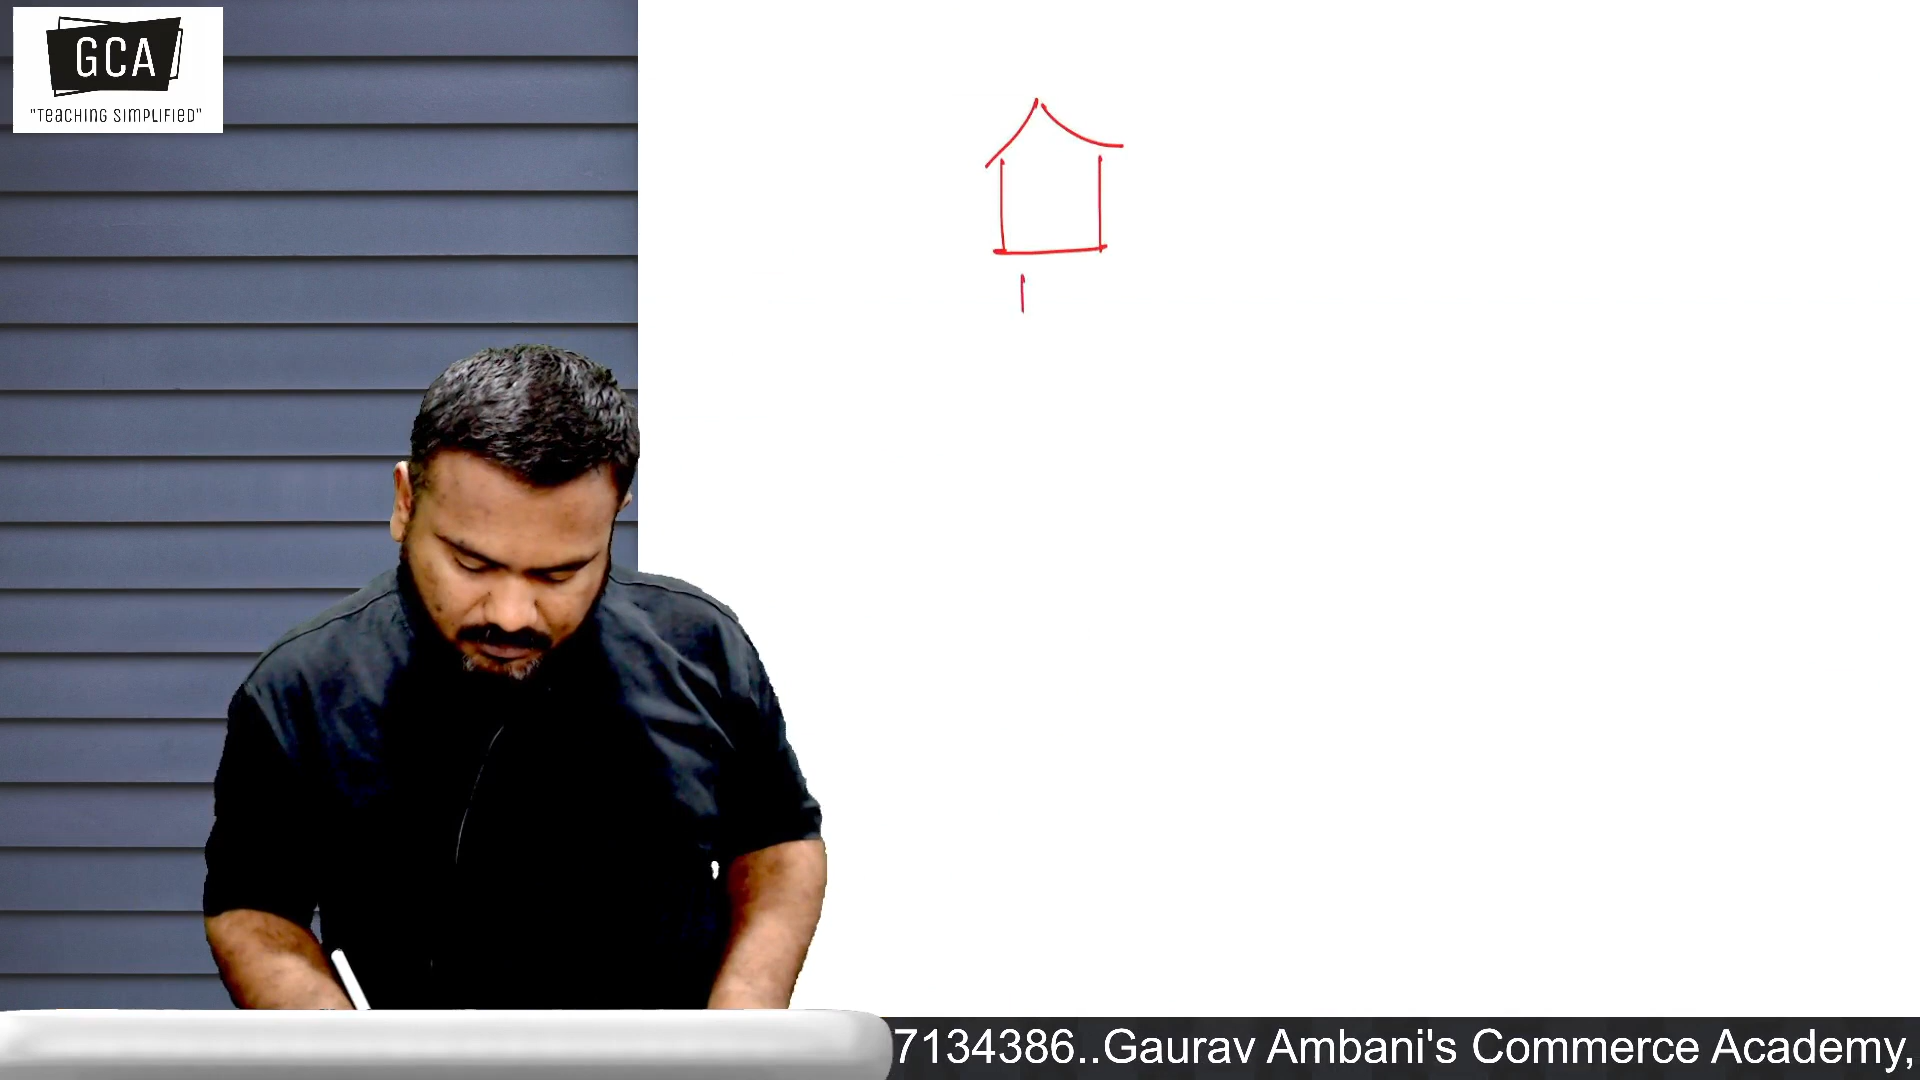 GCA
"Teaching Simplified"
7134386..Gaurav Ambani's Commerce Academy,